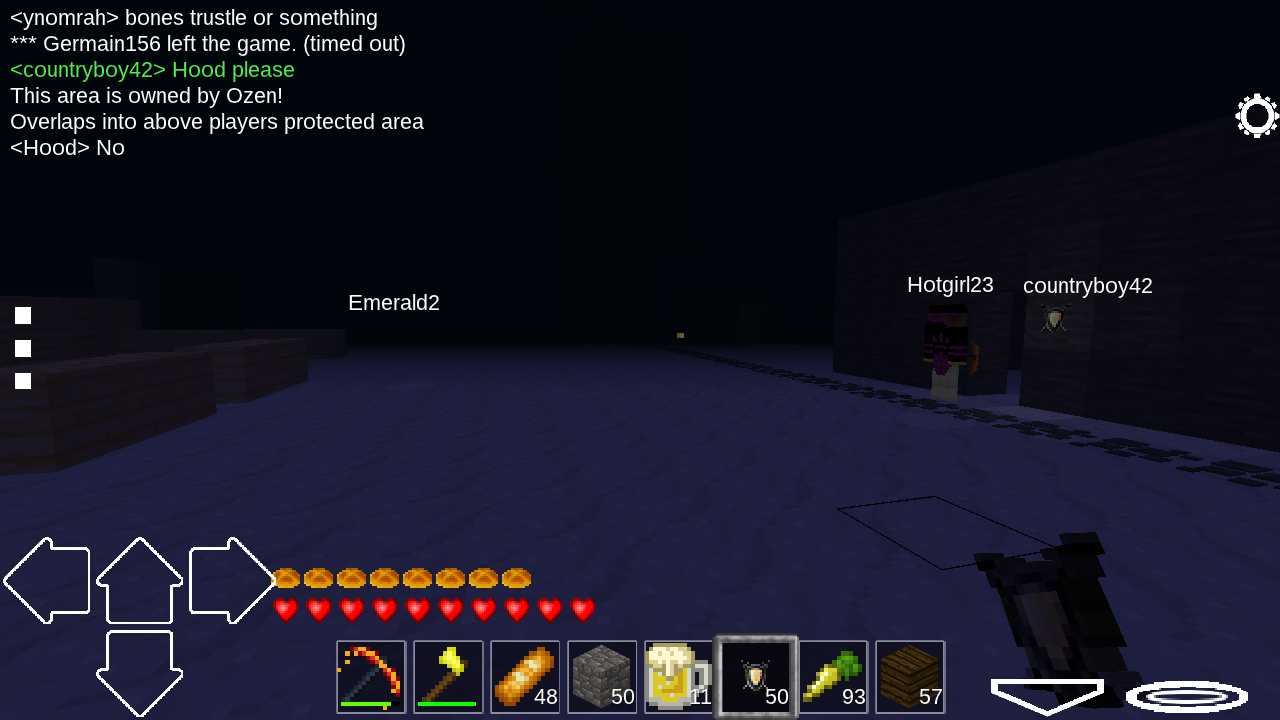 <ynomrah> bones trustle or something
*** Germain156 left the game. (timed out)
<countryboy42> Hood please
This area is owned by Ozen!
Overlaps into above players protected area
<Hood> No
Hotgirl23 countryboy42
Emerald2
48 50 11 50 93 57